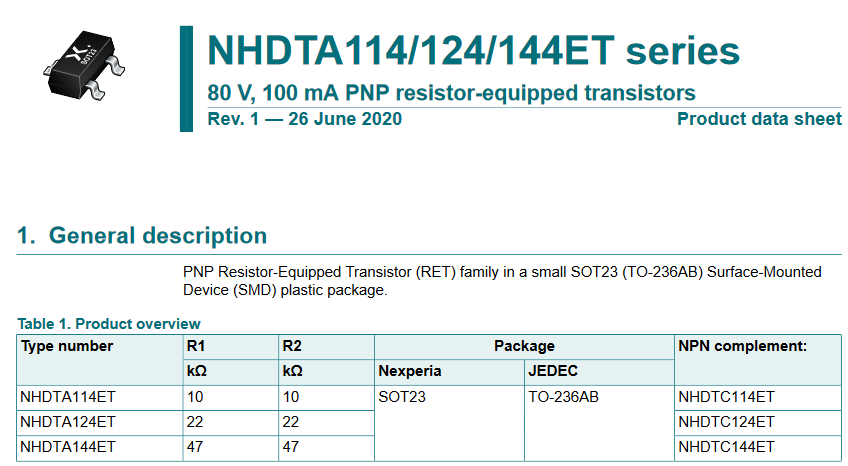 SOT23
NHDTA114/124/144ET series
80 V, 100 mA PNP resistor-equipped transistors
Rev. 1 — 26 June 2020 Product data sheet
1. General description
PNP Resistor-Equipped Transistor (RET) family in a small SOT23 (TO-236AB) Surface-Mounted
Device (SMD) plastic package.
Table 1. Product overview
Type number R1 R2 Package NPN complement:
kΩ kΩ Nexperia JEDEC
NHDTA114ET 10 10 SOT23 TO-236AB NHDTC114ET
NHDTA124ET 22 22 NHDTC124ET
NHDTA144ET 47 47 NHDTC144ET